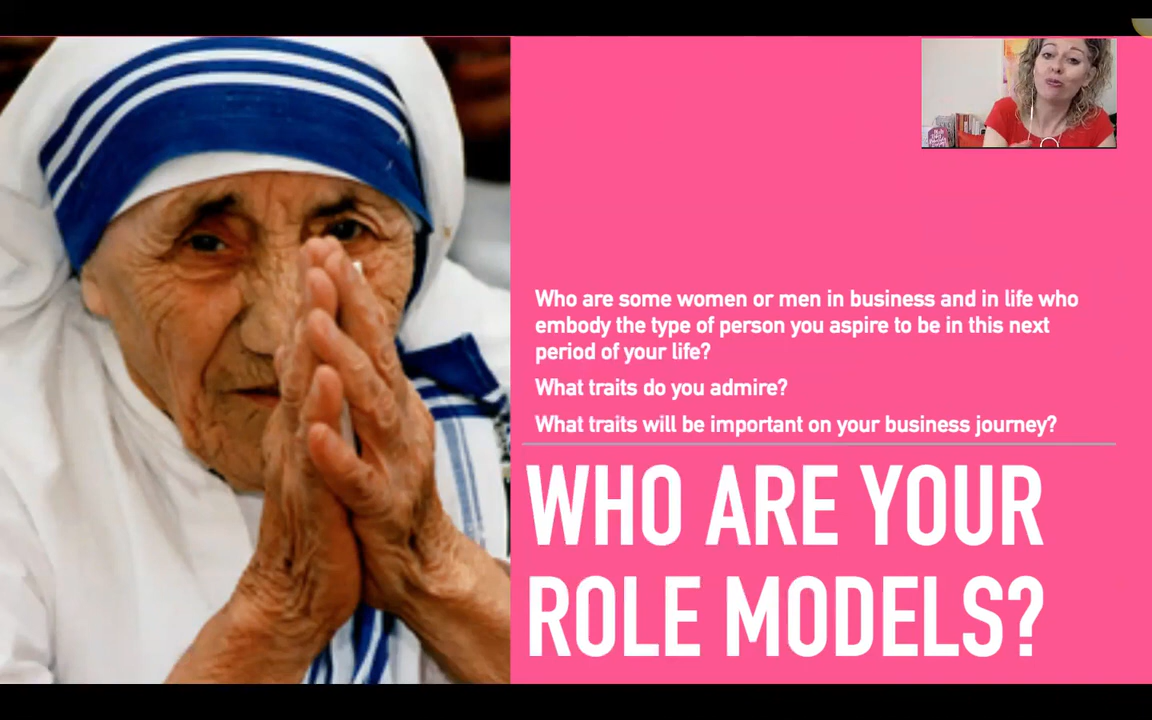 Who are some women or men in business and in life who
embody the type of person you aspire to be in this next
period of your life?
What traits do you admire?
What traits will be important on your business journey?
WHO ARE YOUR
ROLE MODELS?